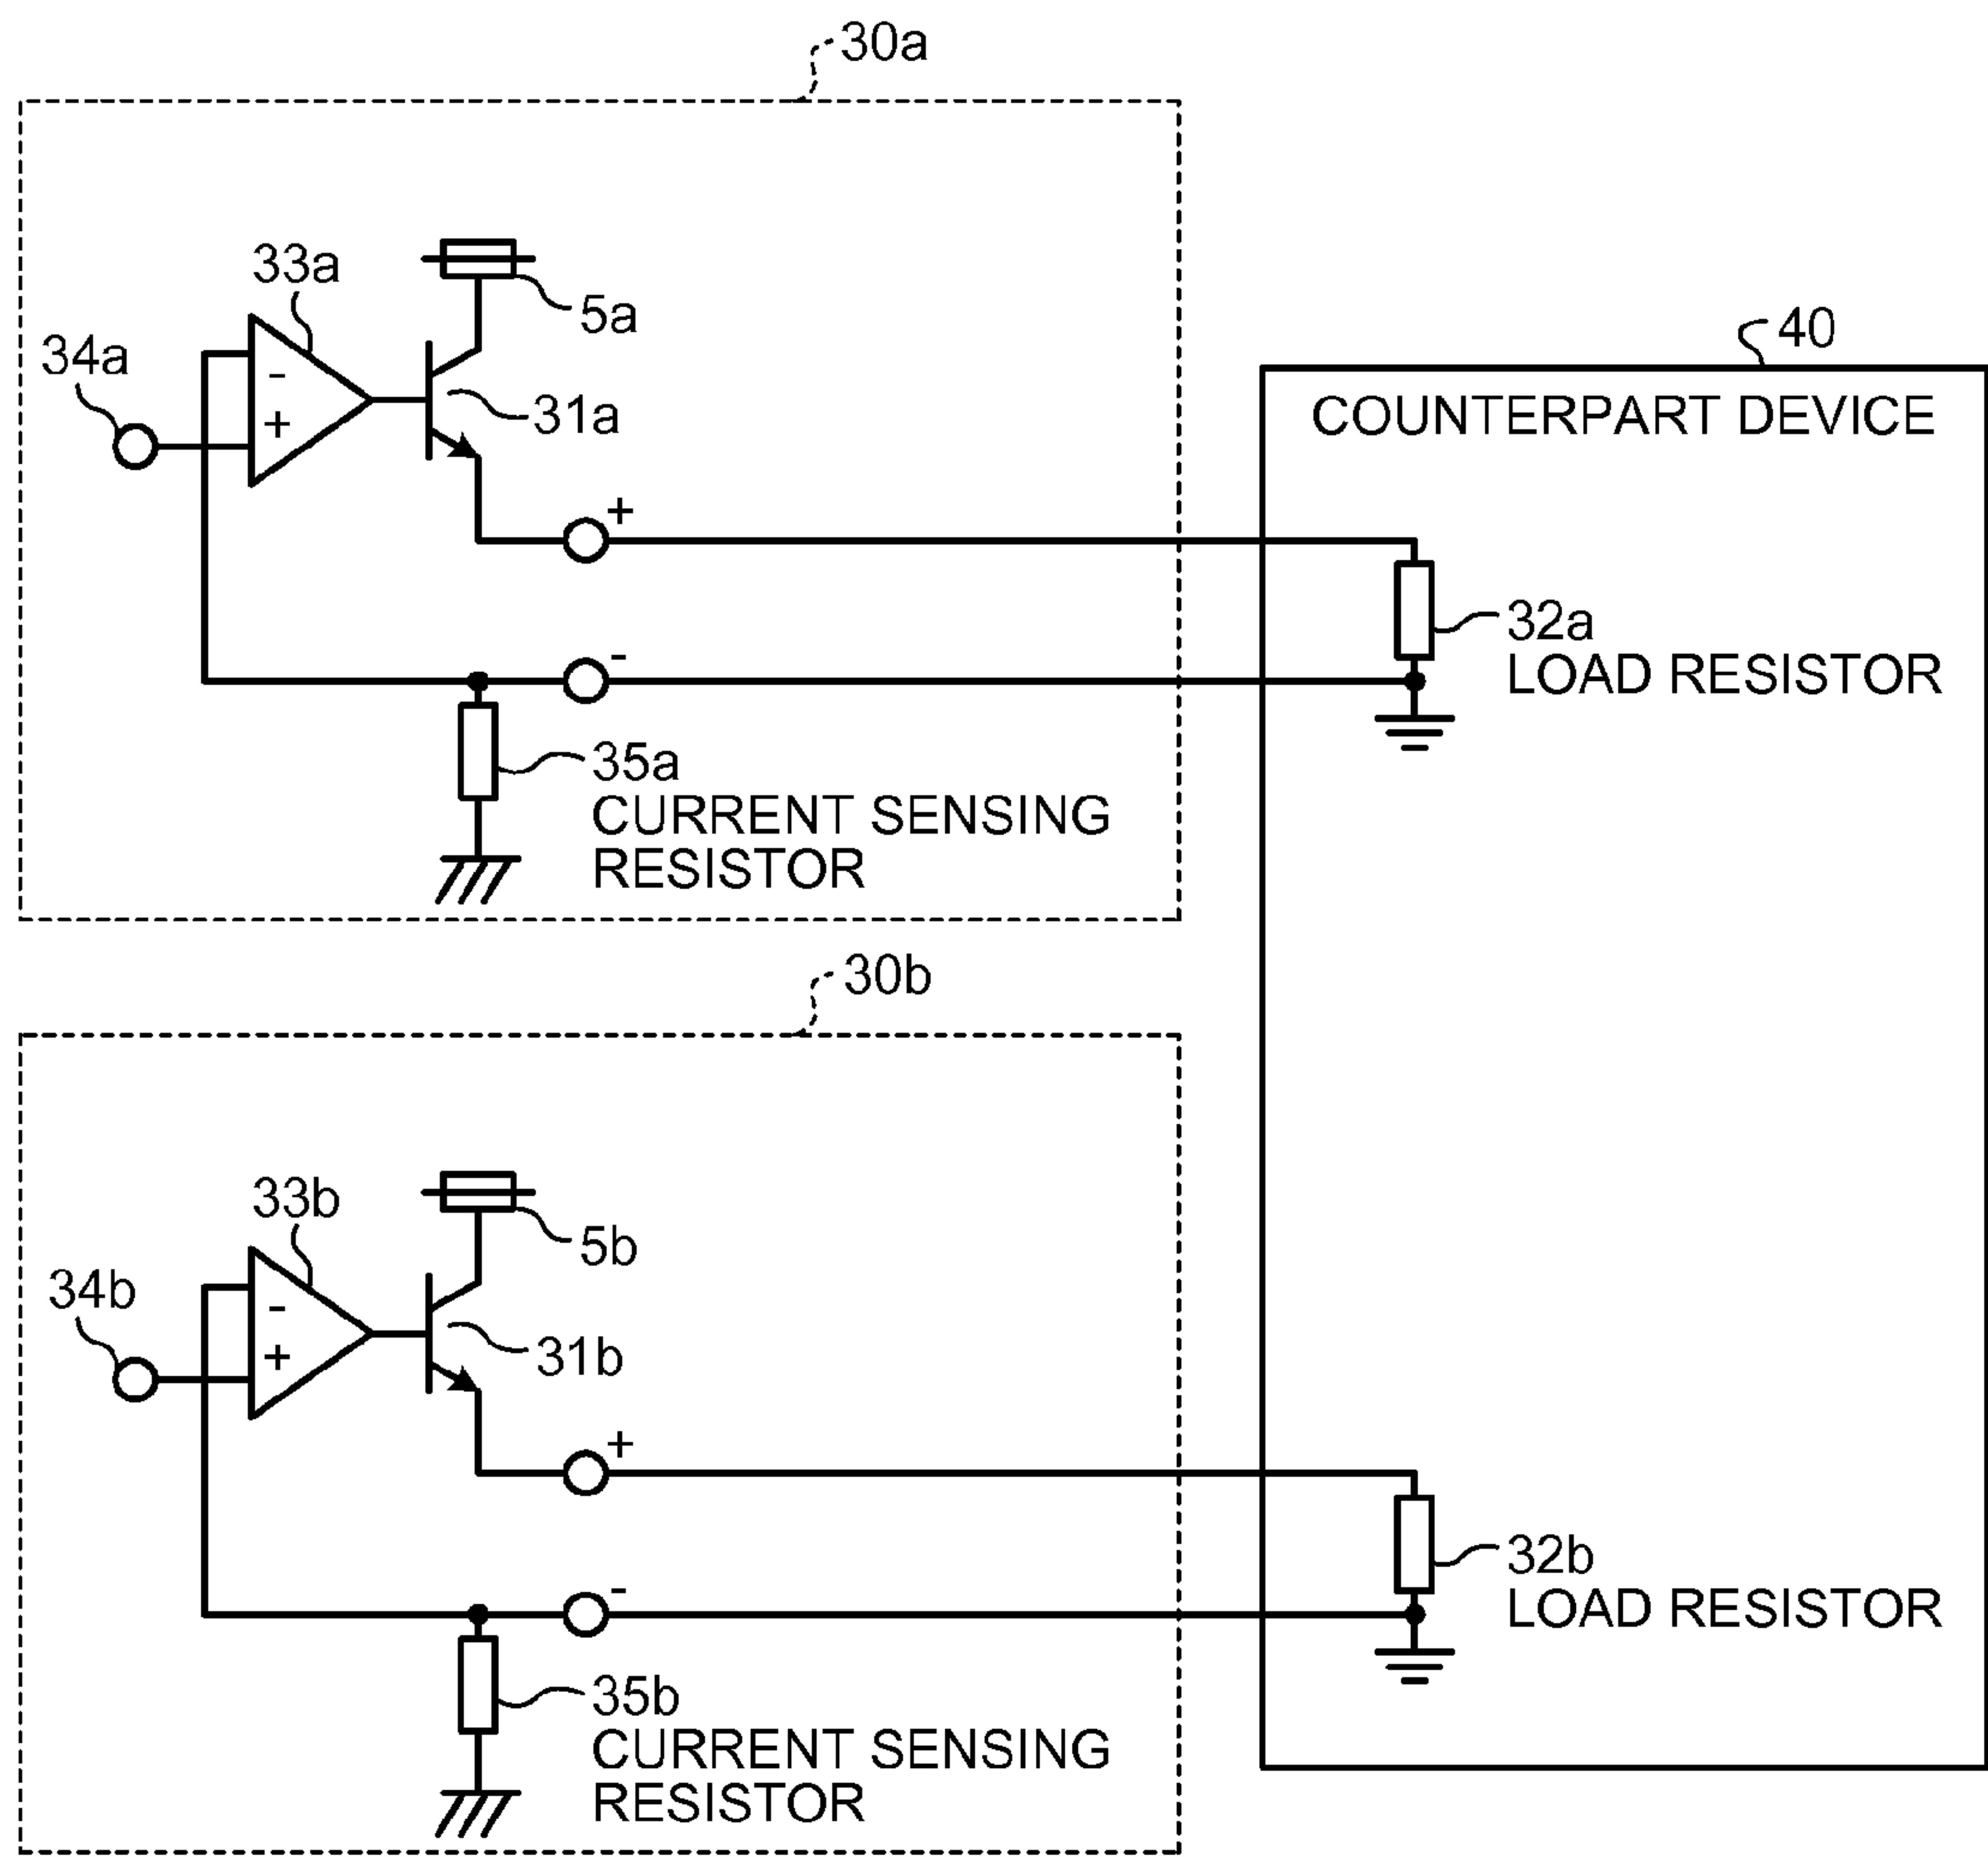 30a
33a
5a
34a
-
+
31a
40
COUNTERPART DEVICE
+
32a
LOAD RESISTOR
-
35a
CURRENT SENSING
RESISTOR
30b
33b
5b
34b
-
+
31b
+
32b
LOAD RESISTOR
-
35b
CURRENT SENSING
RESISTOR